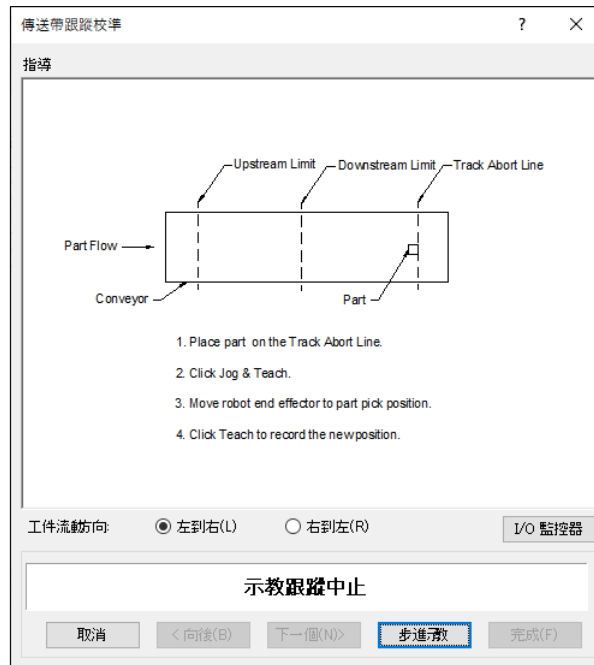 傳送帶跟蹤校準
? ×
指導
Upstream Limit Downstream Limit Track Abort Line
Part Flow
Conveyor Part
1. Place part on the Track Abort Line.
2. Click Jog & Teach.
3. Move robot end effector to part pick position.
4. Click Teach to record the newposition.
工件流動方向: 左到右(L) 右到左(R) I/O 監控器
示教跟蹤中止
取消 < 向後(B) 下一個(N)> 步進示教 完成(F)